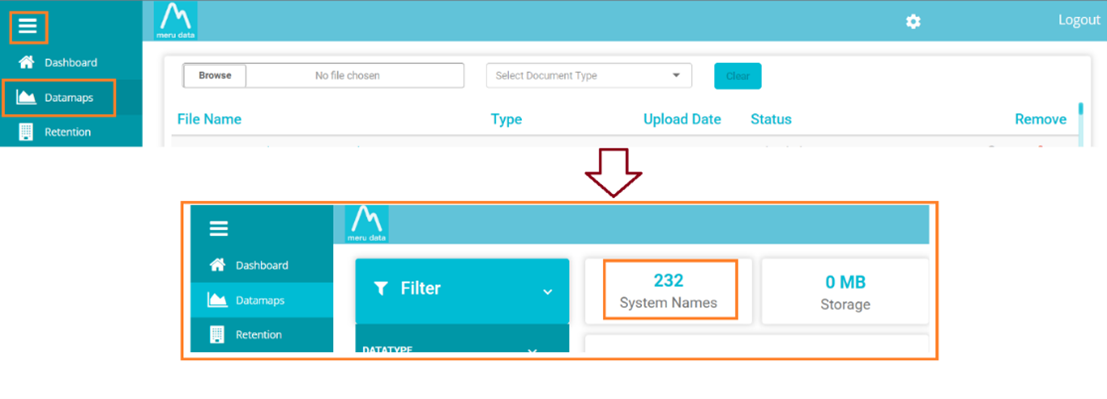 meru data
Logout
Dashboard
Browse
No file chosen
Select Document Type
Clear
Datamaps
File Name
Type
Upload Date
Status
Remove
Retention
meru data
Dashboard
Filter
232
System Names
0 MB
Storage
Datamaps
Retention
DATATYPE